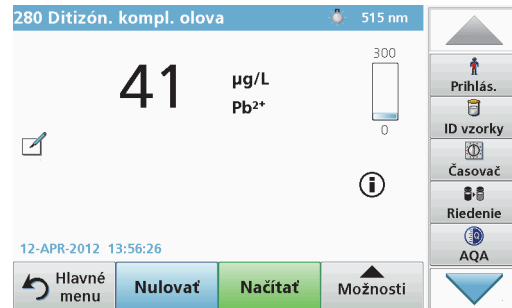 280 Ditizón. kompl. olova
515 nm
41
µg/L
Pb²⁺
300
0
12-APR-2012 13:56:26
Hlavné
menu
Nulovať
Načítať
Možnosti
Prihlás.
ID vzorky
Časovač
Riedenie
AQA